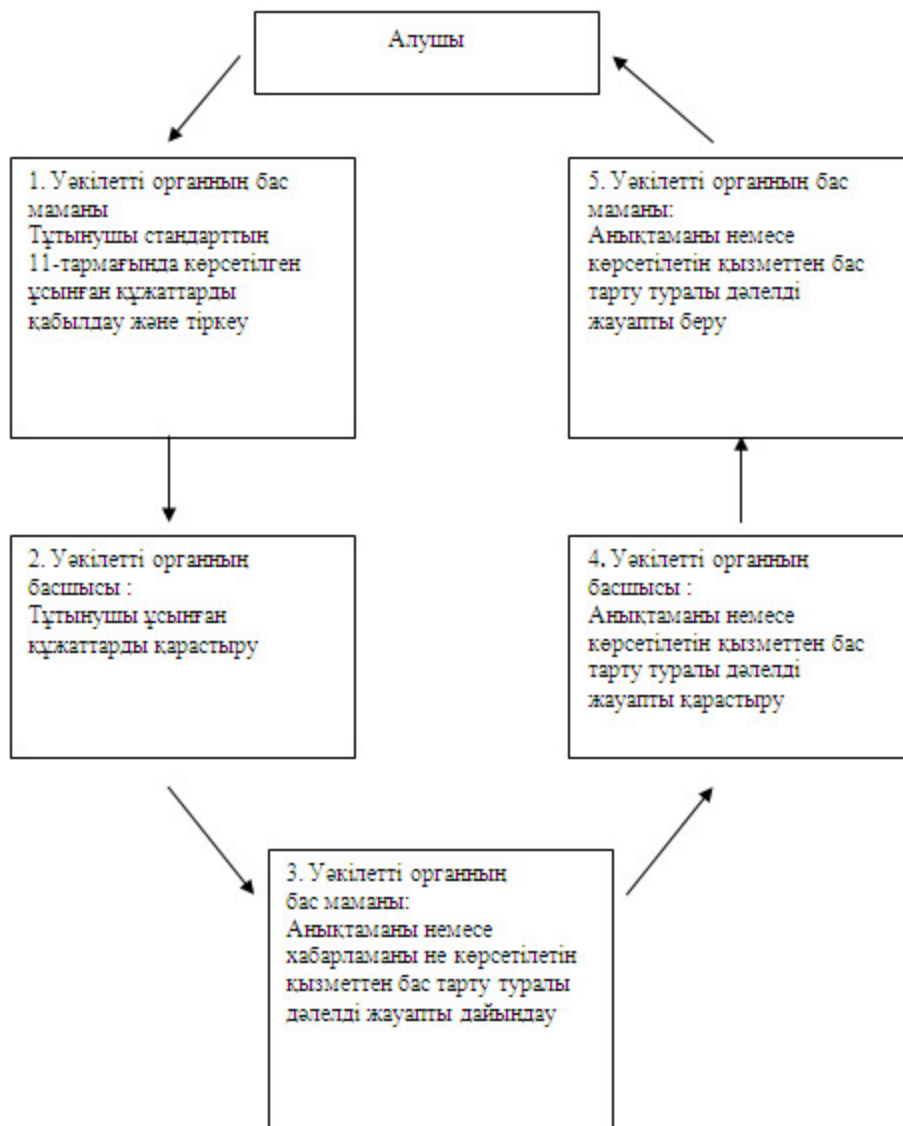 Алушы
1. Уәкілетті органның бас
маманы
Тұтынушы стандарттың
11-тармағында көрсетілген
ұсынған құжаттарды
қабылдау және тіркеу
2. Уәкілетті органның
басшысы :
Тұтынушы ұсынған
құжаттарды қарастыру
3. Уәкілетті органның
бас маманы:
Анықтаманы немесе
хабарламаны не көрсетілетін
қызметтен бас тарту туралы
дәлелді жауапты дайындау
4. Уәкілетті органның
басшысы :
Анықтаманы немесе
көрсетілетін қызметтен бас
тарту туралы дәлелді
жауапты қарастыру
5. Уәкілетті органның бас
маманы:
Анықтаманы немесе
көрсетілетін қызметтен бас
тарту туралы дәлелді
жауапты беру